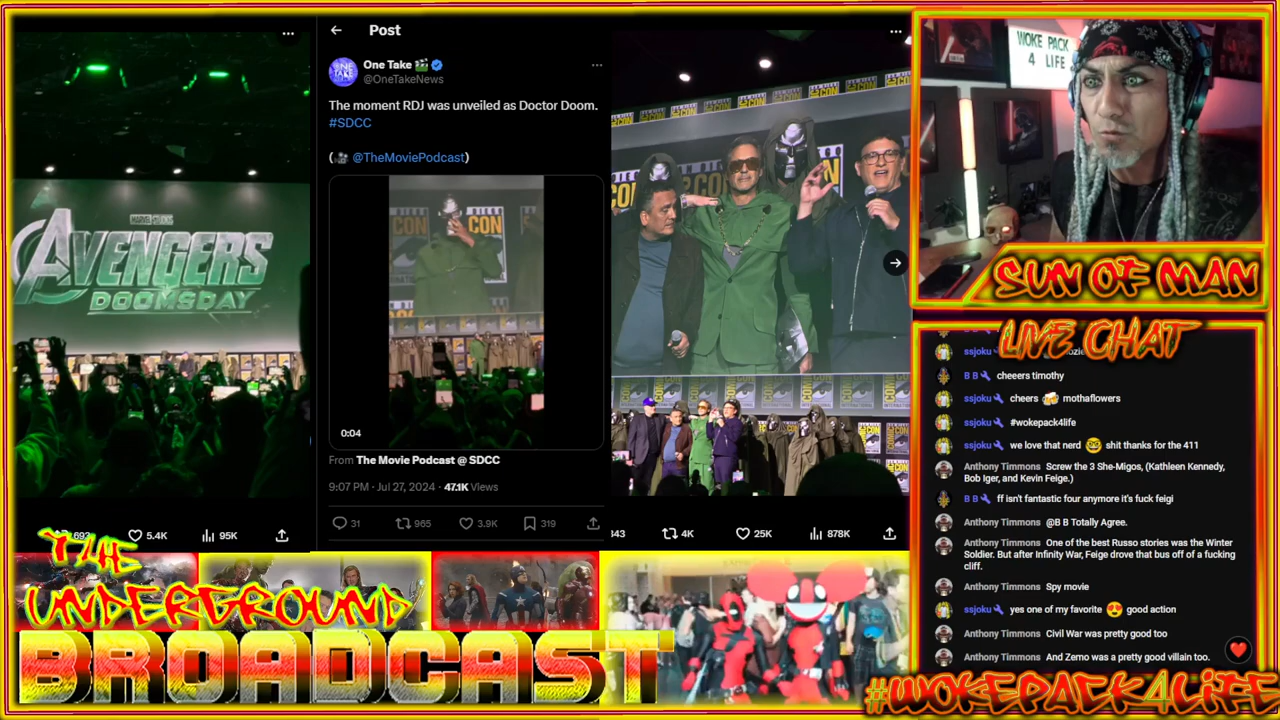 MARVEL STUDIOS
AVENGERS
DOOMSDAY
5.4K
95K
Post
One Take
@OneTakeNews
The moment RDJ was unveiled as Doctor Doom.
#SDCC
( @TheMoviePodcast)
DIEGO
CON
0:04
From The Movie Podcast @ SDCC
9:07 PM · Jul 27, 2024 · 47.1K Views
31
965
3.9K
319
4K
25K
878K
WOKE PACK
4 LIFE
SUN OF MAN
LIVE CHAT
ssjoku
B B cheeers timothy
ssjoku cheers 🍻 mothaflowers
ssjoku #wokepack4life
ssjoku we love that nerd 🤓 shit thanks for the 411
Anthony Timmons Screw the 3 She-Migos, (Kathleen Kennedy,
Bob Iger, and Kevin Feige.)
B B ff isn't fantastic four anymore it's fuck feigi
Anthony Timmons @B B Totally Agree.
Anthony Timmons One of the best Russo stories was the Winter
Soldier. But after Infinity War, Feige drove that bus off of a fucking
cliff.
Anthony Timmons Spy movie
ssjoku yes one of my favorite 😍 good action
Anthony Timmons Civil War was pretty good too
Anthony Timmons And Zemo was a pretty good villain too.
THE
UNDERGROUND
BROADCAST
#WOKEPACK4LIFE